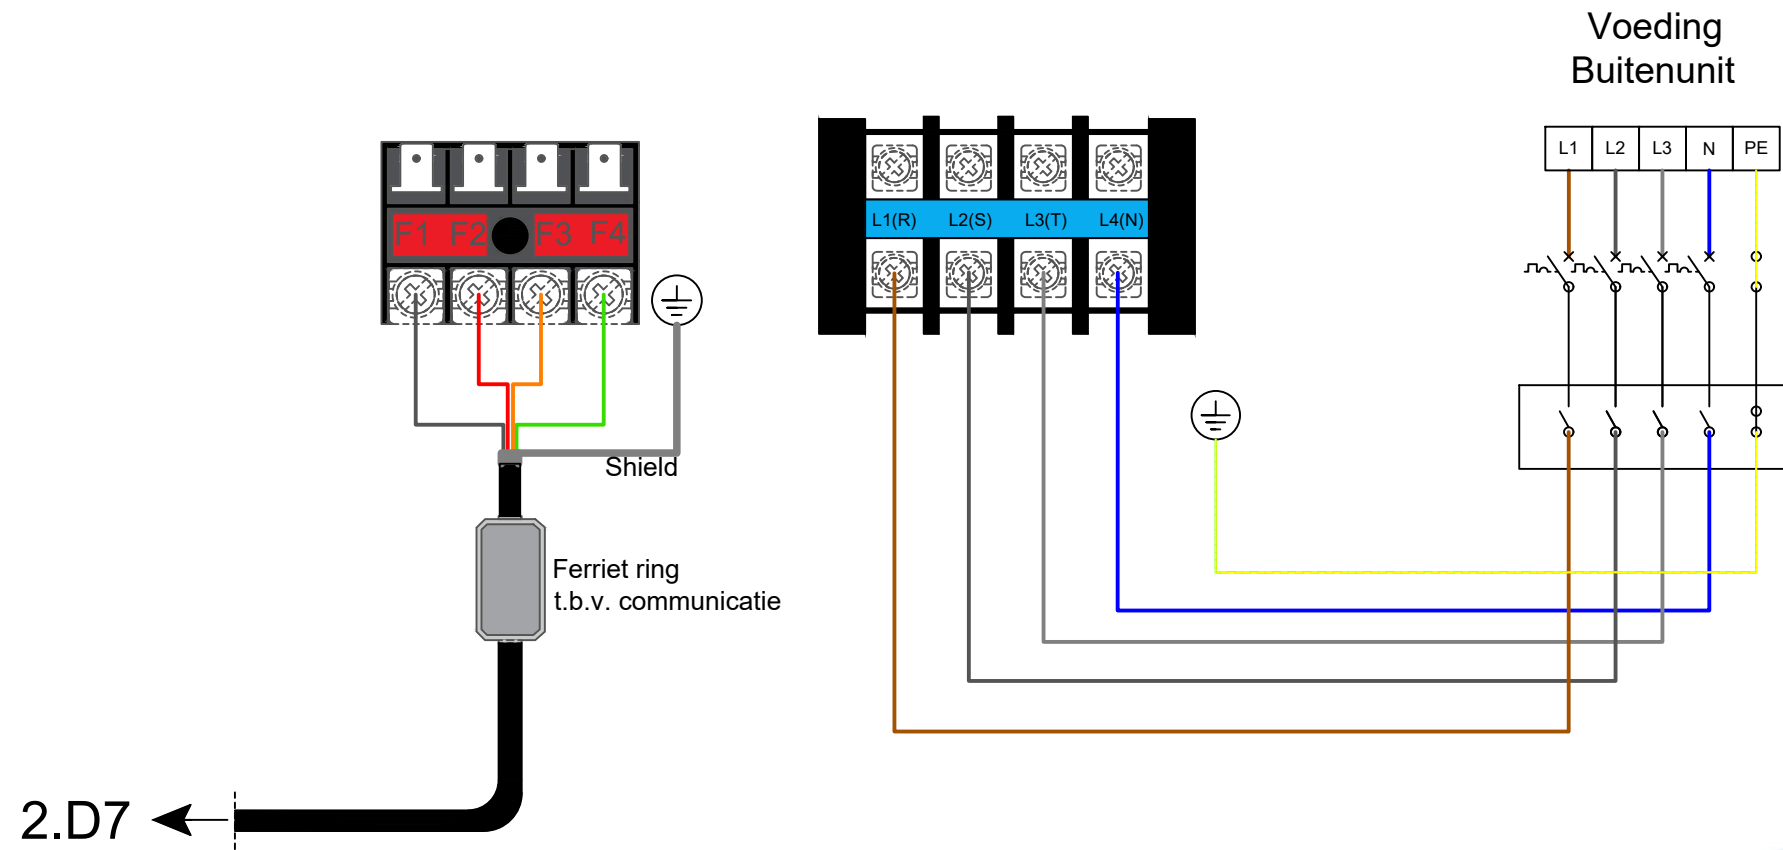 Voeding
Buitenunit
L1 L2 L3 N PE
F1 F2 F3 F4
L1(R) L2(S) L3(T) L4(N)
Shield
Ferriet ring
t.b.v. communicatie
2.D7